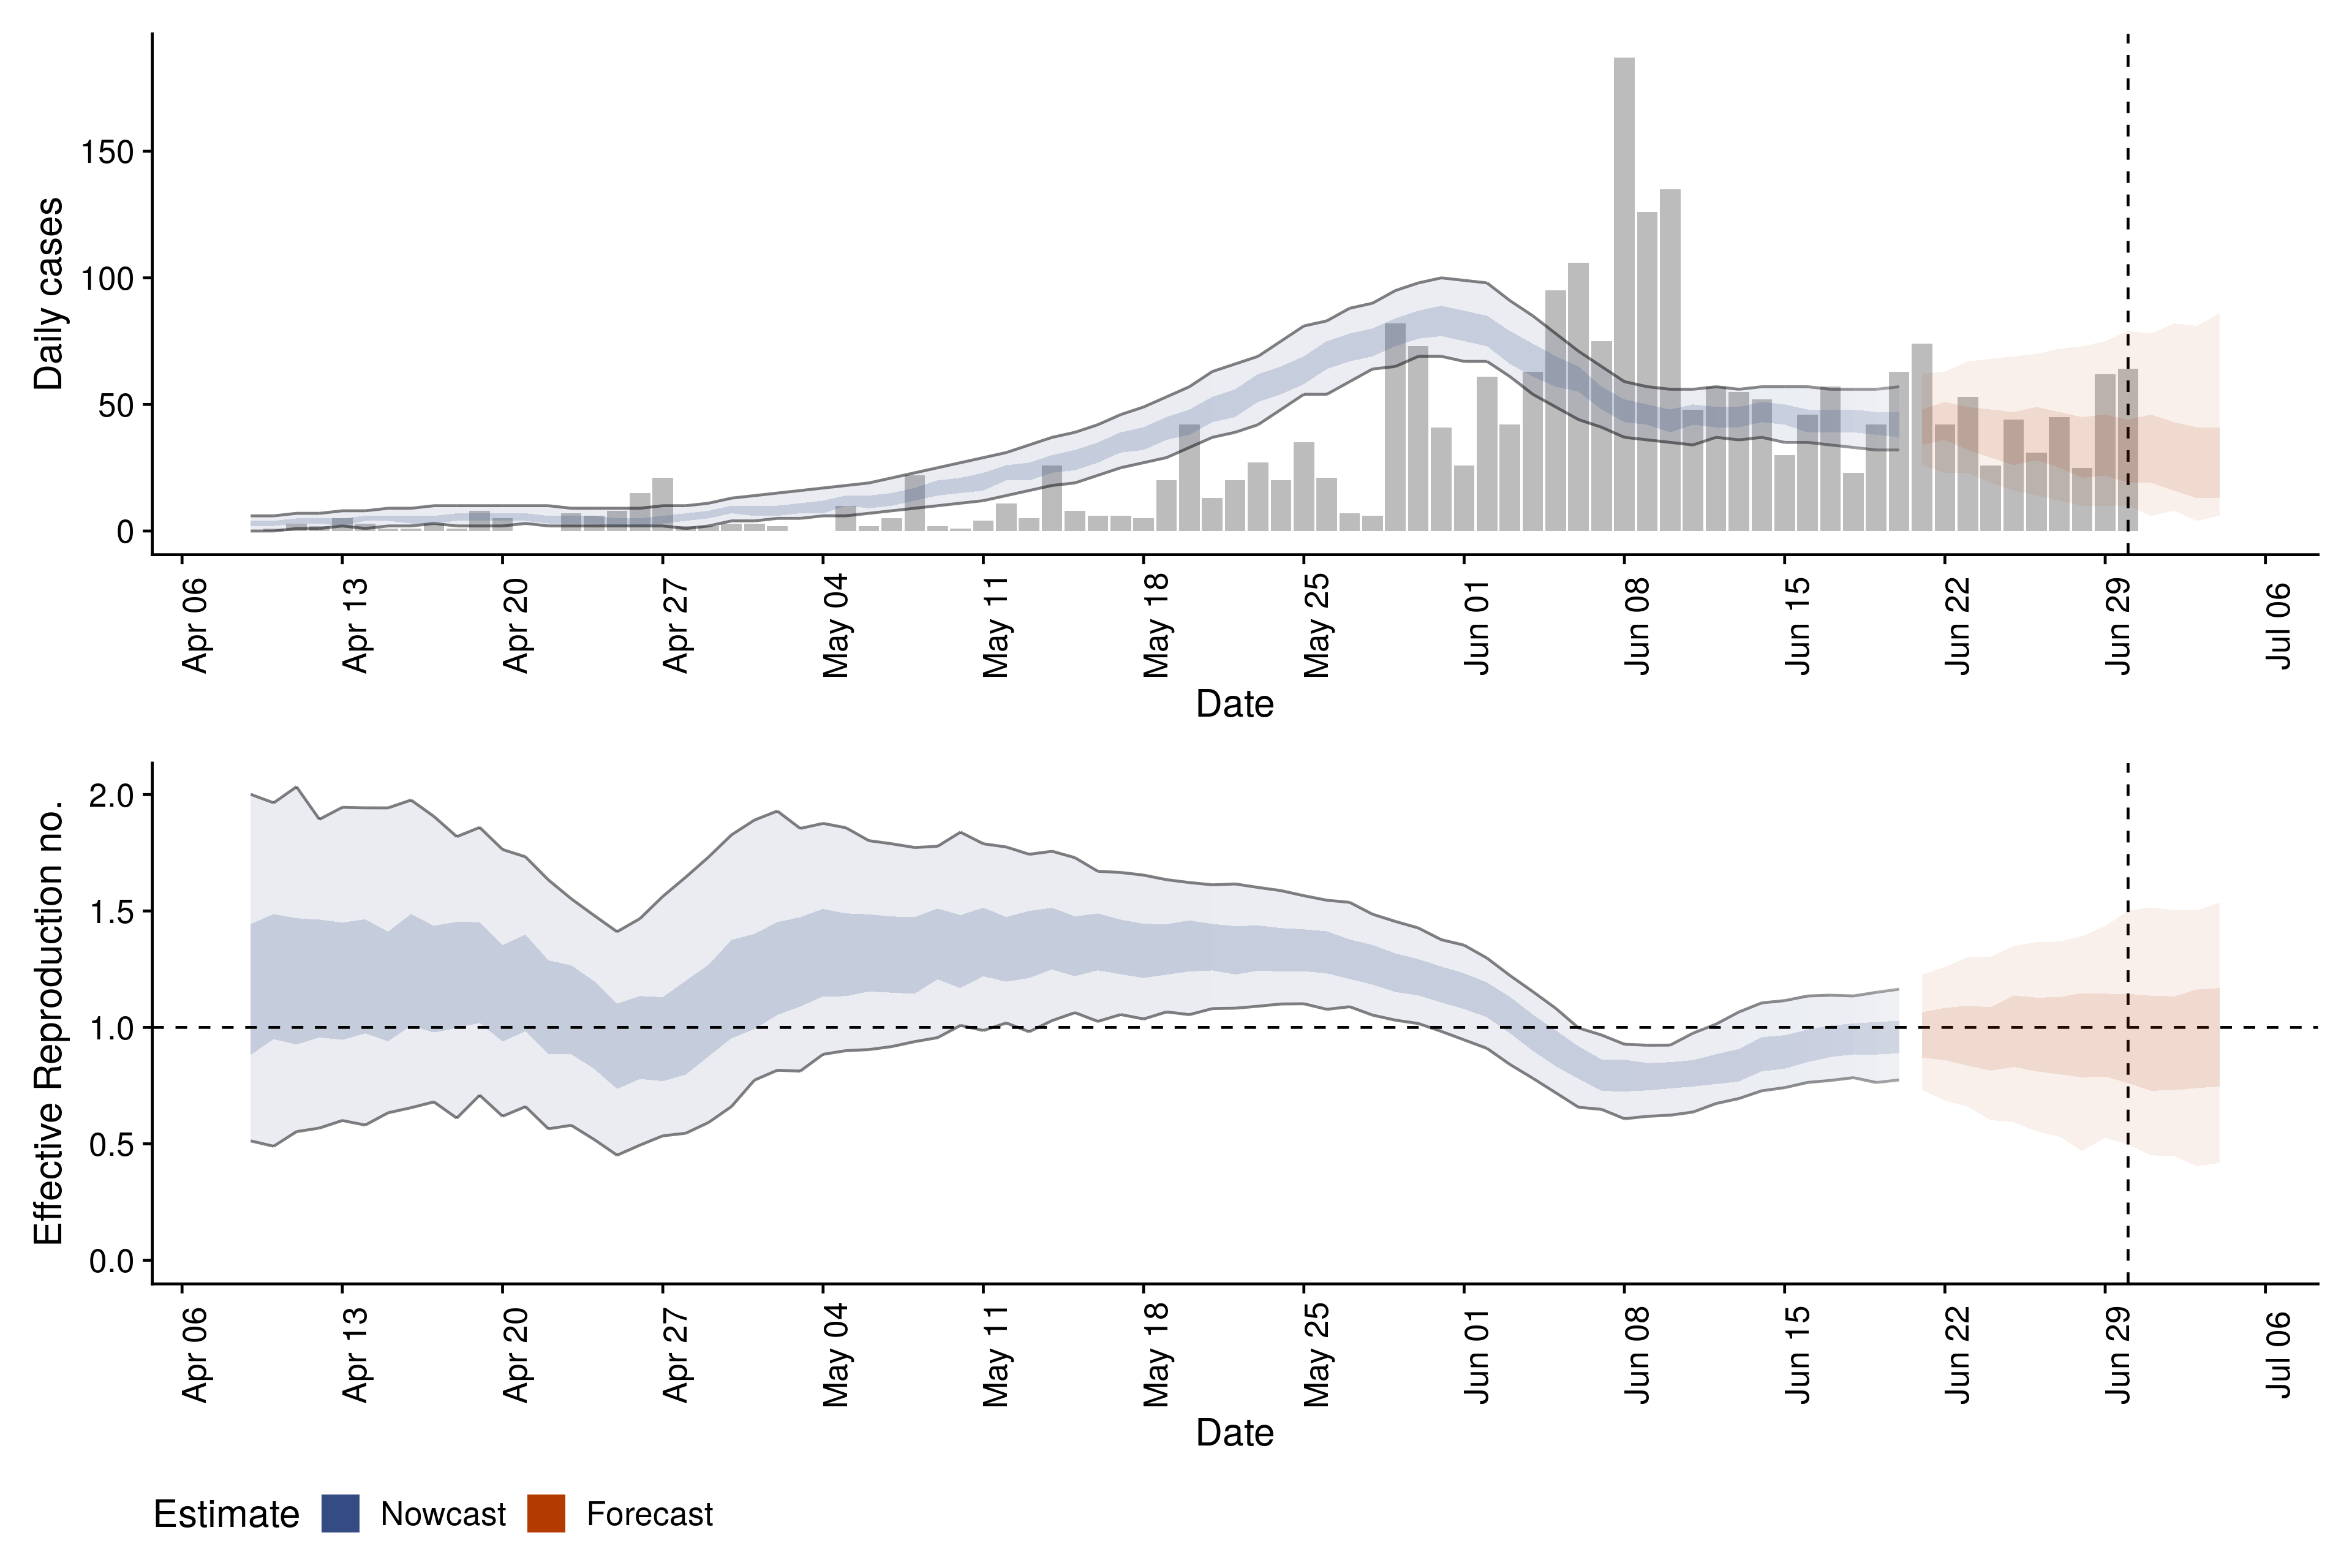 Daily cases
150
100
50
0
Apr 06
Apr 13
Apr 20
Apr 27
May 04
May 11
May 18
May 25
Jun 01
Jun 08
Jun 15
Jun 22
Jun 29
Jul 06
Date
Effective Reproduction no.
2.0
1.5
1.0
0.5
0.0
Apr 06
Apr 13
Apr 20
Apr 27
May 04
May 11
May 18
May 25
Jun 01
Jun 08
Jun 15
Jun 22
Jun 29
Jul 06
Date
Estimate Nowcast Forecast